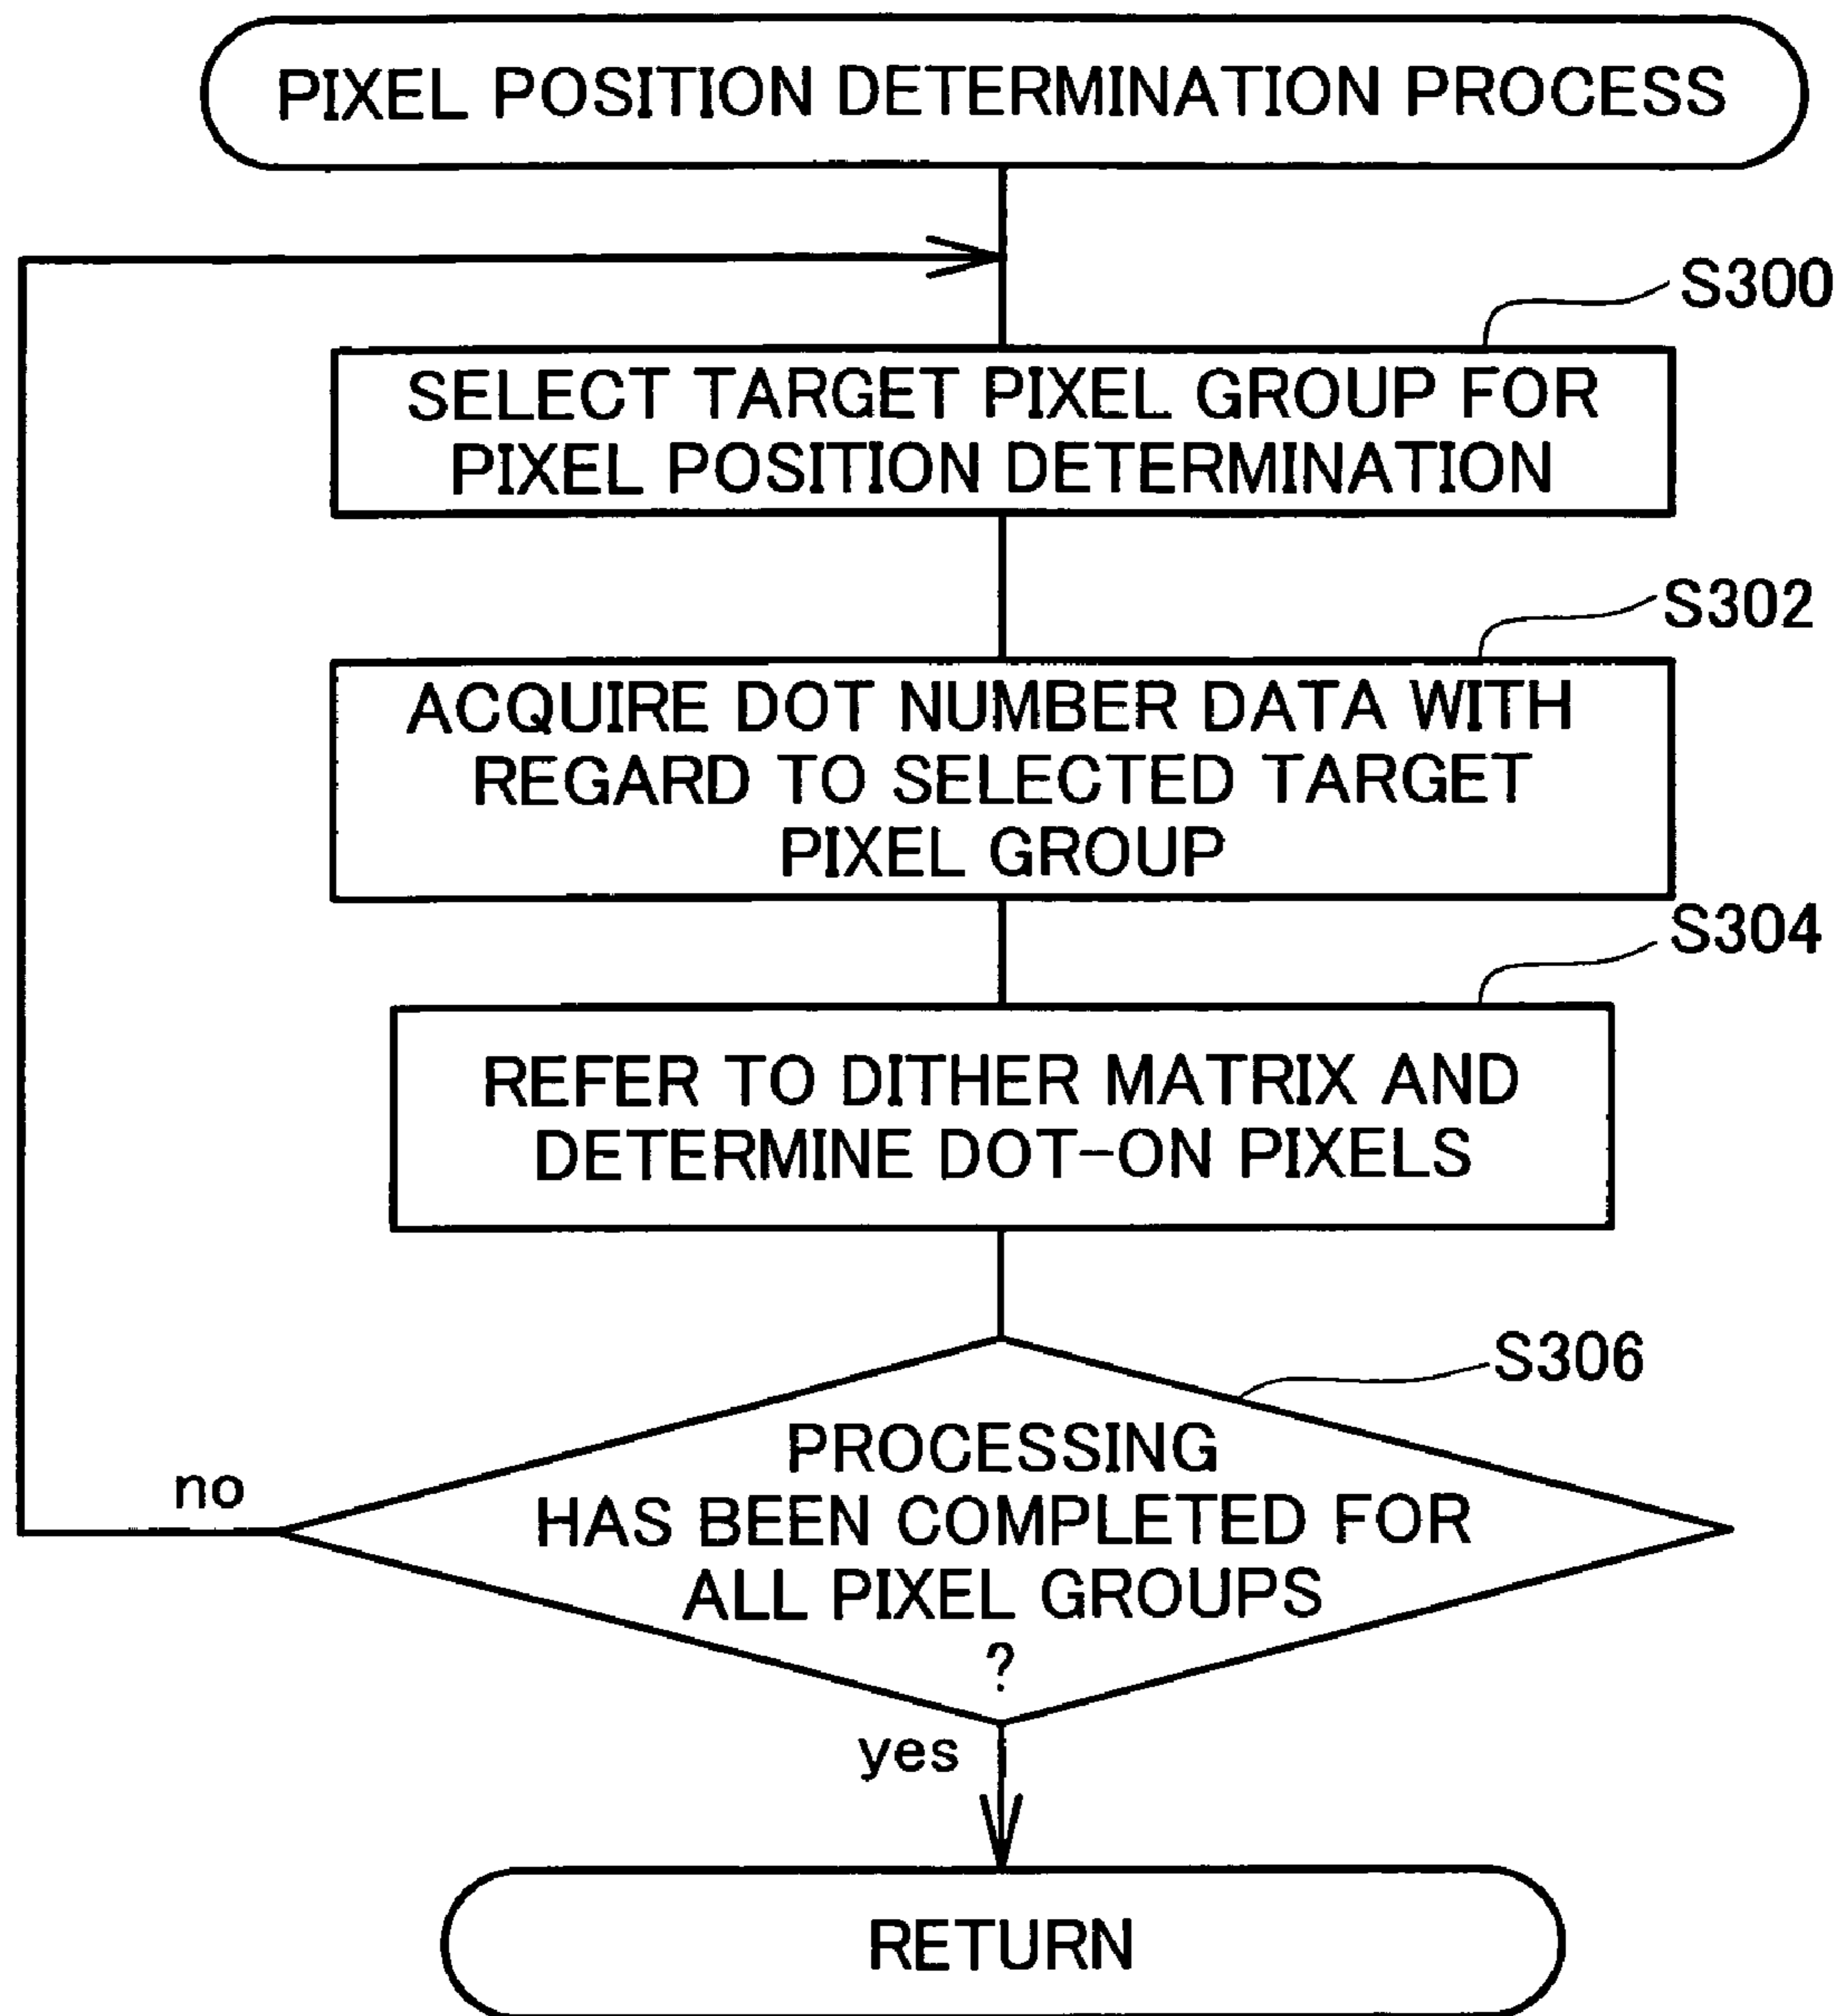 PIXEL POSITION DETERMINATION PROCESS
S300
SELECT TARGET PIXEL GROUP FOR
PIXEL POSITION DETERMINATION
S302
ACQUIRE DOT NUMBER DATA WITH
REGARD TO SELECTED TARGET
PIXEL GROUP
S304
REFER TO DITHER MATRIX AND
DETERMINE DOT-ON PIXELS
S306
PROCESSING
HAS BEEN COMPLETED FOR
ALL PIXEL GROUPS
?
no
yes
RETURN